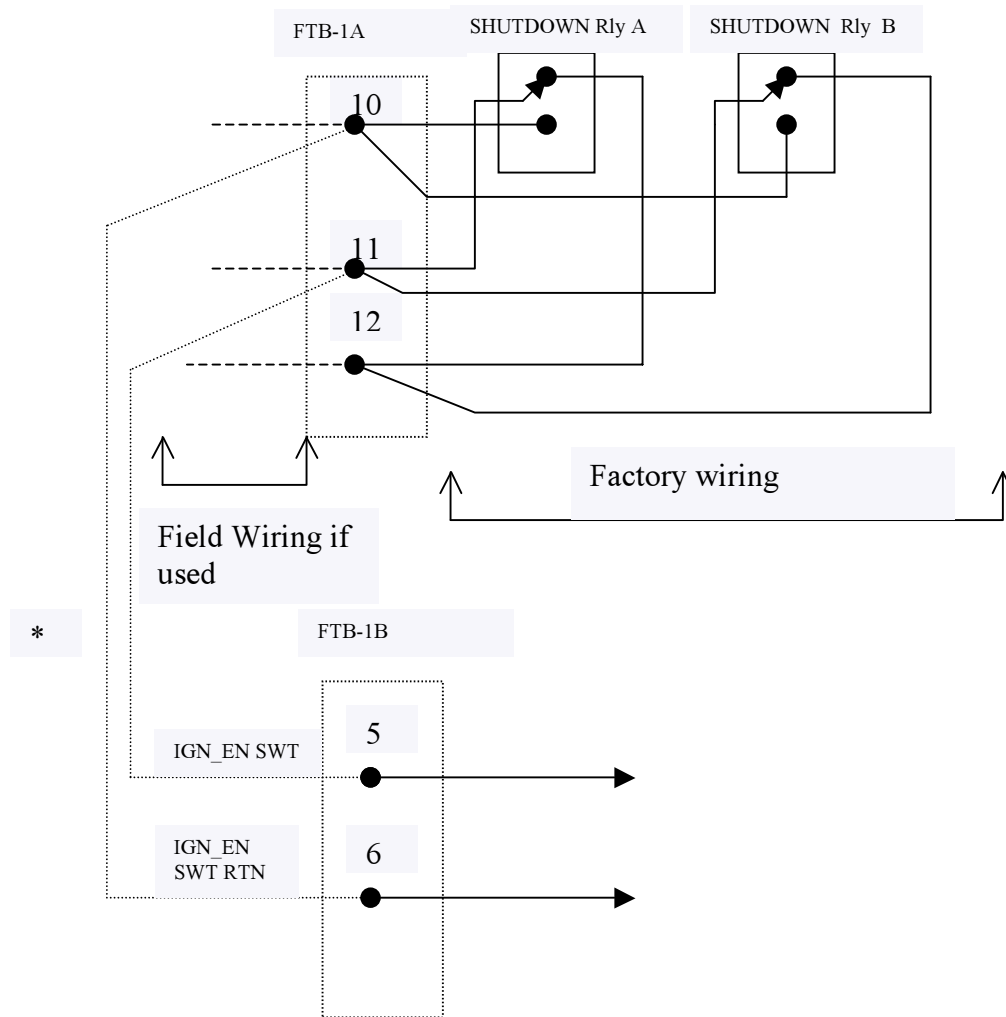 FTB-1A
SHUTDOWN Rly A
SHUTDOWN Rly B
10
11
12
Factory wiring
Field Wiring if
used
*
FTB-1B
5
IGN_EN SWT
6
IGN_EN
SWT RTN